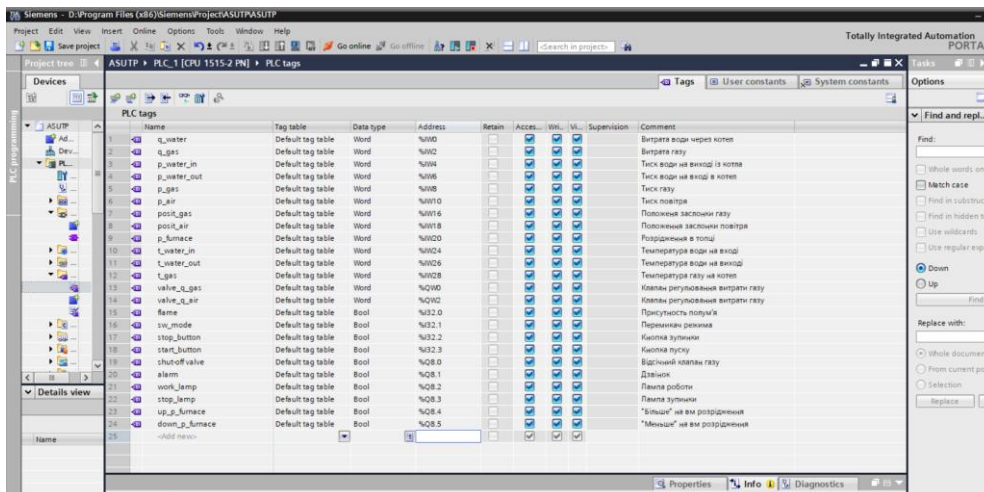 Siemens - D:\Program Files (x86)\Siemens\Project\ASUTP\ASUTP
Project Edit View Insert Online Options Tools Window Help
Totally Integrated Automation
PORTA
Save project Go online Go offline <Search in project>
Project tree ASUTP PLC_1 [CPU 1515-2 PN] PLC tags Tasks
Devices Tags User constants System constants Options
PLC programming
PLC tags
Find and repl..
Name Tag table Data type Address Retain Acces... Wri... Vi... Supervision Comment
1 q_water Default tag table Word %IW0 Витрата води через котел
2 q_gas Default tag table Word %IW2 Витрата газу
3 p_water_in Default tag table Word %IW4 Тиск води на виході із котла
4 p_water_out Default tag table Word %IW6 Тиск води на вході в котел
5 p_gas Default tag table Word %IW8 Тиск газу
6 p_air Default tag table Word %IW10 Тиск повітря
7 posit_gas Default tag table Word %IW16 Положеня заслонки газу
8 posit_air Default tag table Word %IW18 Положення заслонки повітря
9 p_furnace Default tag table Word %IW20 Розрідження в топці
10 t_water_in Default tag table Word %IW24 Температура води на вході
11 t_water_out Default tag table Word %IW26 Температура води на виході
12 t_gas Default tag table Word %IW28 Температура газу на котел
13 valve_q_gas Default tag table Word %QW0 Клапан регулювання витрати газу
14 valve_q_air Default tag table Word %QW2 Клапан регулювання витрати газу
15 flame Default tag table Bool %I32.0 Присутность полум'я
16 sw_mode Default tag table Bool %I32.1 Перемикач режима
17 stop_button Default tag table Bool %I32.2 Кнопка зупинки
18 start_button Default tag table Bool %I32.3 Кнопка пуску
19 shut-off valve Default tag table Bool %Q8.0 Відсічний клапан газу
20 alarm Default tag table Bool %Q8.1 Дзвінок
21 work_lamp Default tag table Bool %Q8.2 Лампа роботи
22 stop_lamp Default tag table Bool %Q8.3 Лампа зупинки
23 up_p_furnace Default tag table Bool %Q8.4 "Більше" на вм розрідження
24 down_p_furnace Default tag table Bool %Q8.5 "Меньше" на вм розрідження
25 <Add new>
ASUTP
Ad...
Dev...
PL...
Details view
Name
Find:
Whole words on
Match case
Find in substruc
Find in hidden t
Use wildcards
Use regular exp
Down
Up
Find
Replace with:
Whole documen
From current po
Selection
Replace
Properties Info Diagnostics